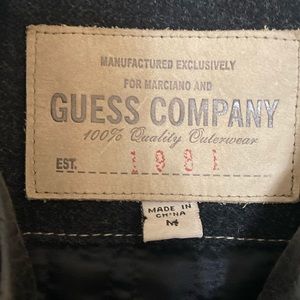 MANUFACTURED EXCLUSIVELY
FOR MARCIANO AND
GUESS COMPANY
100% Quality Outerwear
EST. 1981
MADE IN
CHINA
M